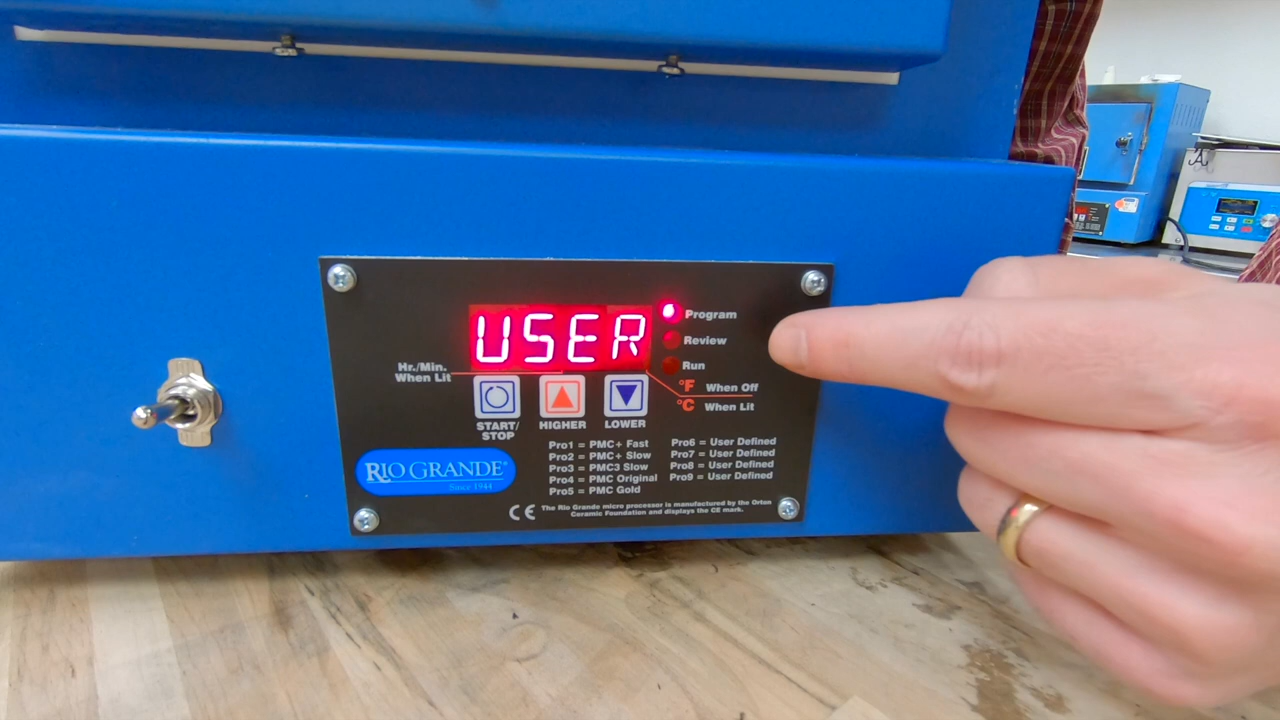 USER
Program
Review
Run
Hr./Min.
When Lit
°F When Off
°C When Lit
START/
STOP
HIGHER
LOWER
Pro1 = PMC+ Fast
Pro2 = PMC+ Slow
Pro3 = PMC3 Slow
Pro4 = PMC Original
Pro5 = PMC Gold
Pro6 = User Defined
Pro7 = User Defined
Pro8 = User Defined
Pro9 = User Defined
RIO GRANDE®
Since 1944
CE The Rio Grande micro processor is manufactured by the Orton
Ceramic Foundation and displays the CE mark.